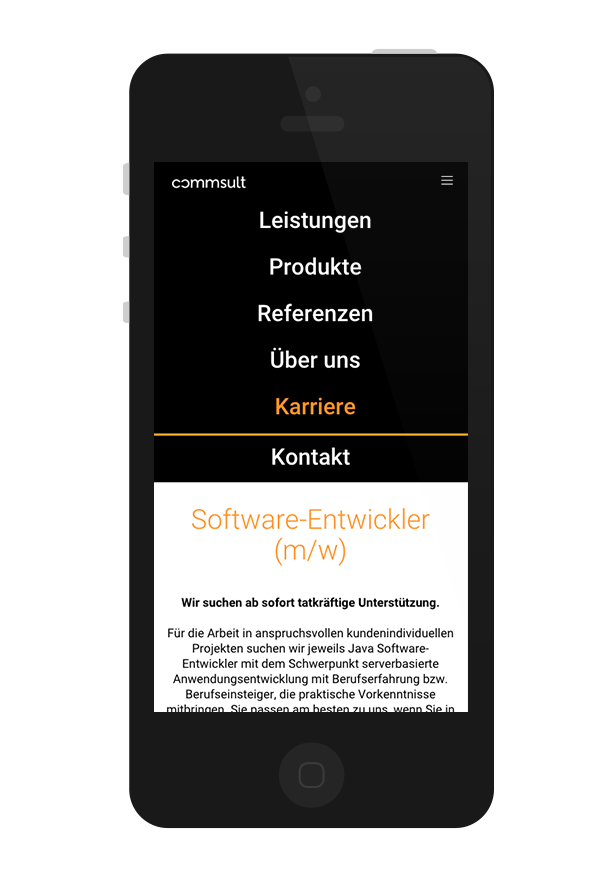 commsult
Leistungen
Produkte
Referenzen
Über uns
Karriere
Kontakt
Software-Entwickler
(m/w)
Wir suchen ab sofort tatkräftige Unterstützung.
Für die Arbeit in anspruchsvollen kundenindividuellen
Projekten suchen wir jeweils Java Software-
Entwickler mit dem Schwerpunkt serverbasierte
Anwendungsentwicklung mit Berufserfahrung bzw.
Berufseinsteiger, die praktische Vorkenntnisse
mitbringen. Sie passen am besten zu uns, wenn Sie in